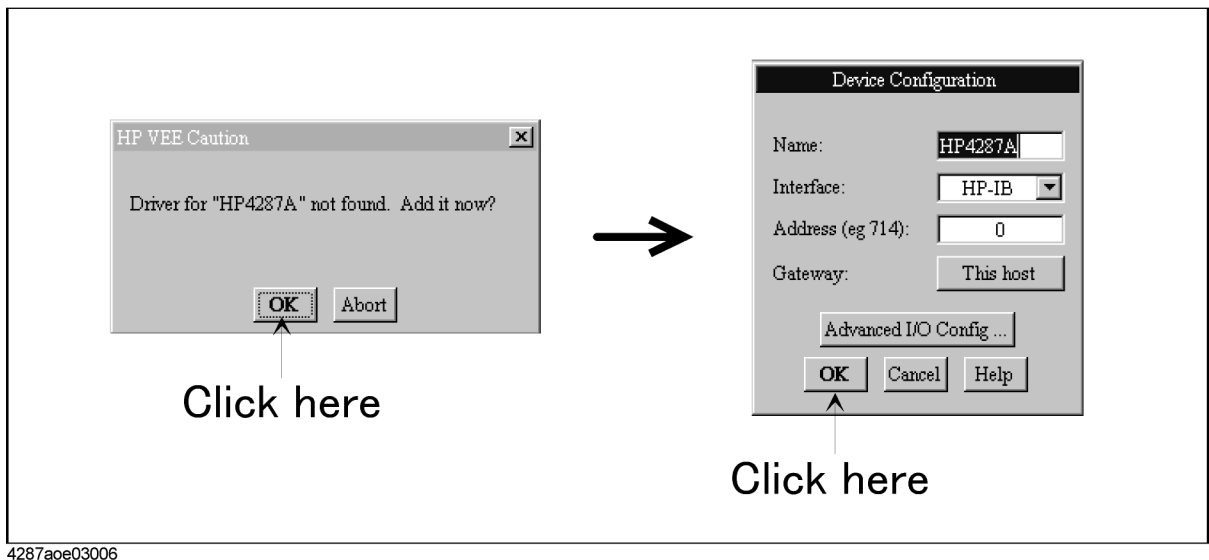 HP VEE Caution
Driver for "HP4287A" not found. Add it now?
OK Abort
Click here
Device Configuration
Name: HP4287A
Interface: HP-IB
Address (eg 714): 0
Gateway: This host
Advanced I/O Config ...
OK Cancel Help
Click here
4287aoe03006